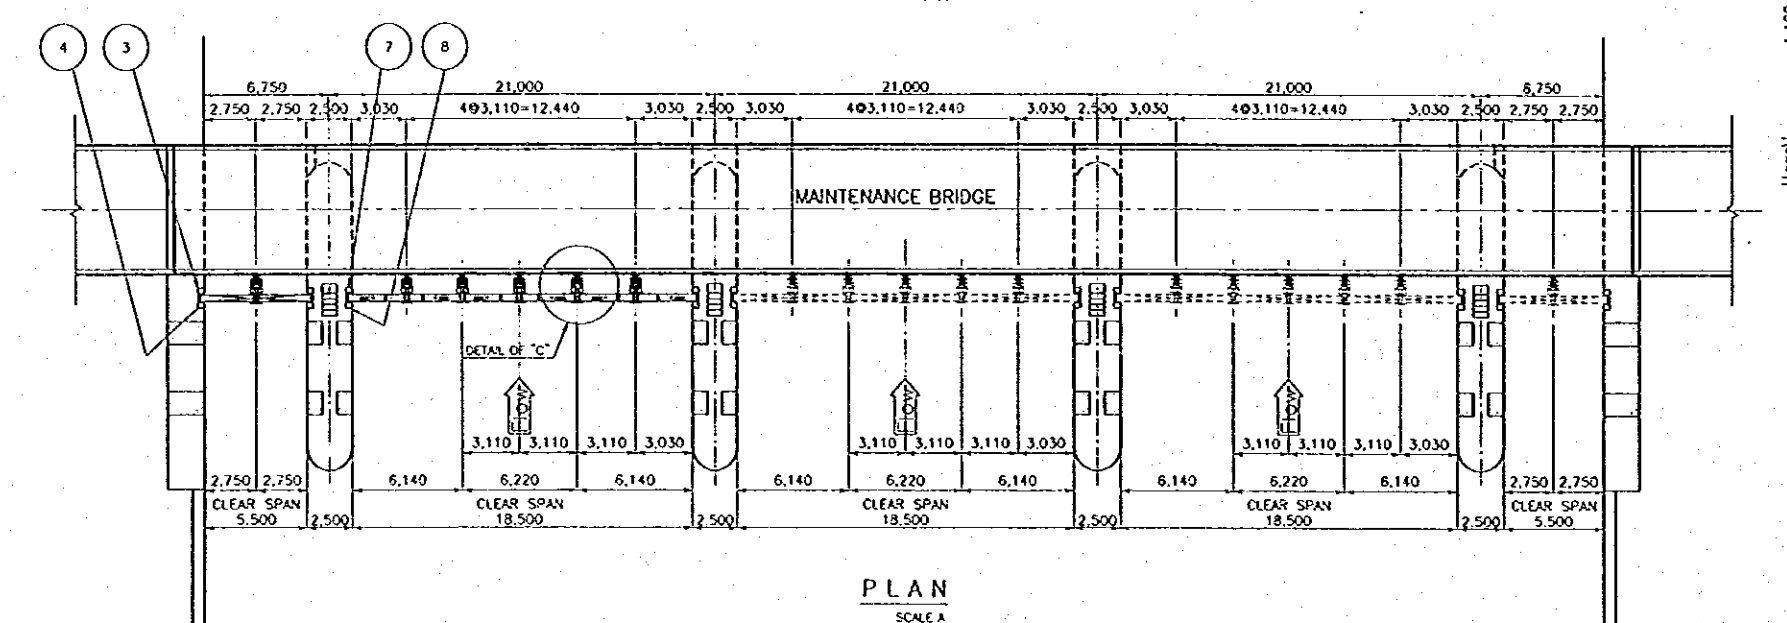 4 3 7 8
6,750 21,000 21,000 21,000 6,750
2,750 2,750 2,500 3,030 4@3,110=12,440 3,030 2,500 3,030 4@3,110=12,440 3,030 2,500 3,030 4@3,110=12,440 3,030 2,500 2,750 2,750
MAINTENANCE BRIDGE
DETAIL OF "C"
FLOW FLOW FLOW
3,110 3,110 3,110 3,030 3,110 3,110 3,110 3,030 3,110 3,110 3,110 3,030
2,750 2,750 6,140 6,220 6,140 6,140 6,220 6,140 6,140 6,220 6,140 2,750 2,750
CLEAR SPAN CLEAR SPAN CLEAR SPAN CLEAR SPAN CLEAR SPAN
5.500 2,500 18,500 2,500 18,500 2,500 18,500 2,500 5.500
PLAN
SCALE A